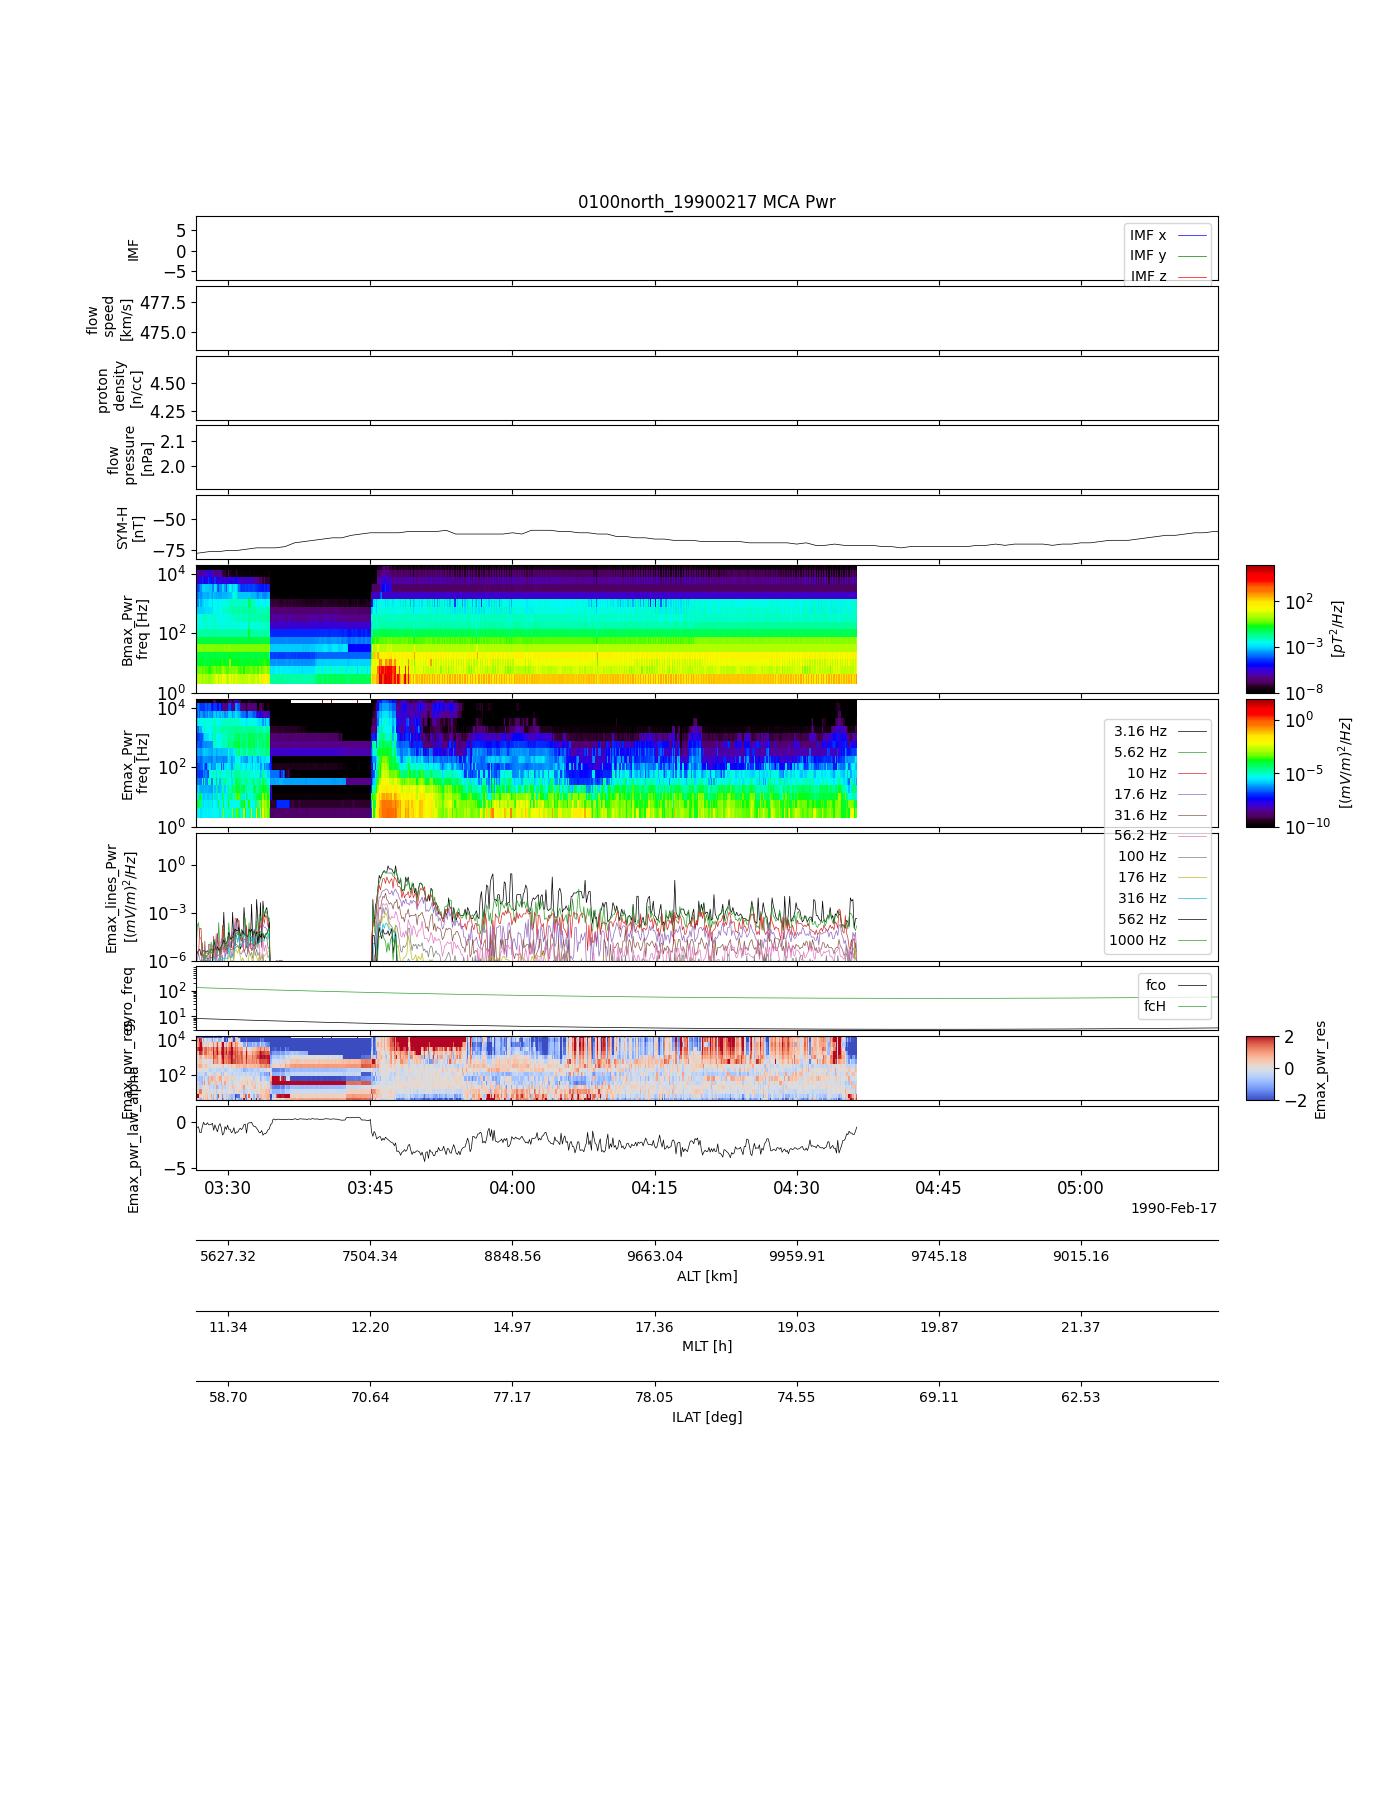 0100north_19900217 MCA Pwr
IMF
5
0
−5
IMF x
IMF y
IMF z
flow
speed
[km/s]
477.5
475.0
proton
density
[n/cc]
4.50
4.25
flow
pressure
[nPa]
2.1
2.0
SYM-H
[nT]
−50
−75
Bmax_Pwr
freq [Hz]
10^4
10^2
10^0
10^2
10^−3
10^−8
[pT^2/Hz]
Emax_Pwr
freq [Hz]
10^4
10^2
10^0
10^0
10^−5
10^−10
[(mV/m)^2/Hz]
3.16 Hz
5.62 Hz
10 Hz
17.6 Hz
31.6 Hz
56.2 Hz
100 Hz
176 Hz
316 Hz
562 Hz
1000 Hz
Emax_lines_Pwr
[(mV/m)^2/Hz]
10^0
10^−3
10^−6
gyro_freq
10^2
10^1
fco
fcH
Emax_pwr_res
10^4
10^2
2
0
−2
Emax_pwr_res
Emax_pwr_law_alpha
0
−5
03:30 03:45 04:00 04:15 04:30 04:45 05:00
1990-Feb-17
5627.32 7504.34 8848.56 9663.04 9959.91 9745.18 9015.16
ALT [km]
11.34 12.20 14.97 17.36 19.03 19.87 21.37
MLT [h]
58.70 70.64 77.17 78.05 74.55 69.11 62.53
ILAT [deg]